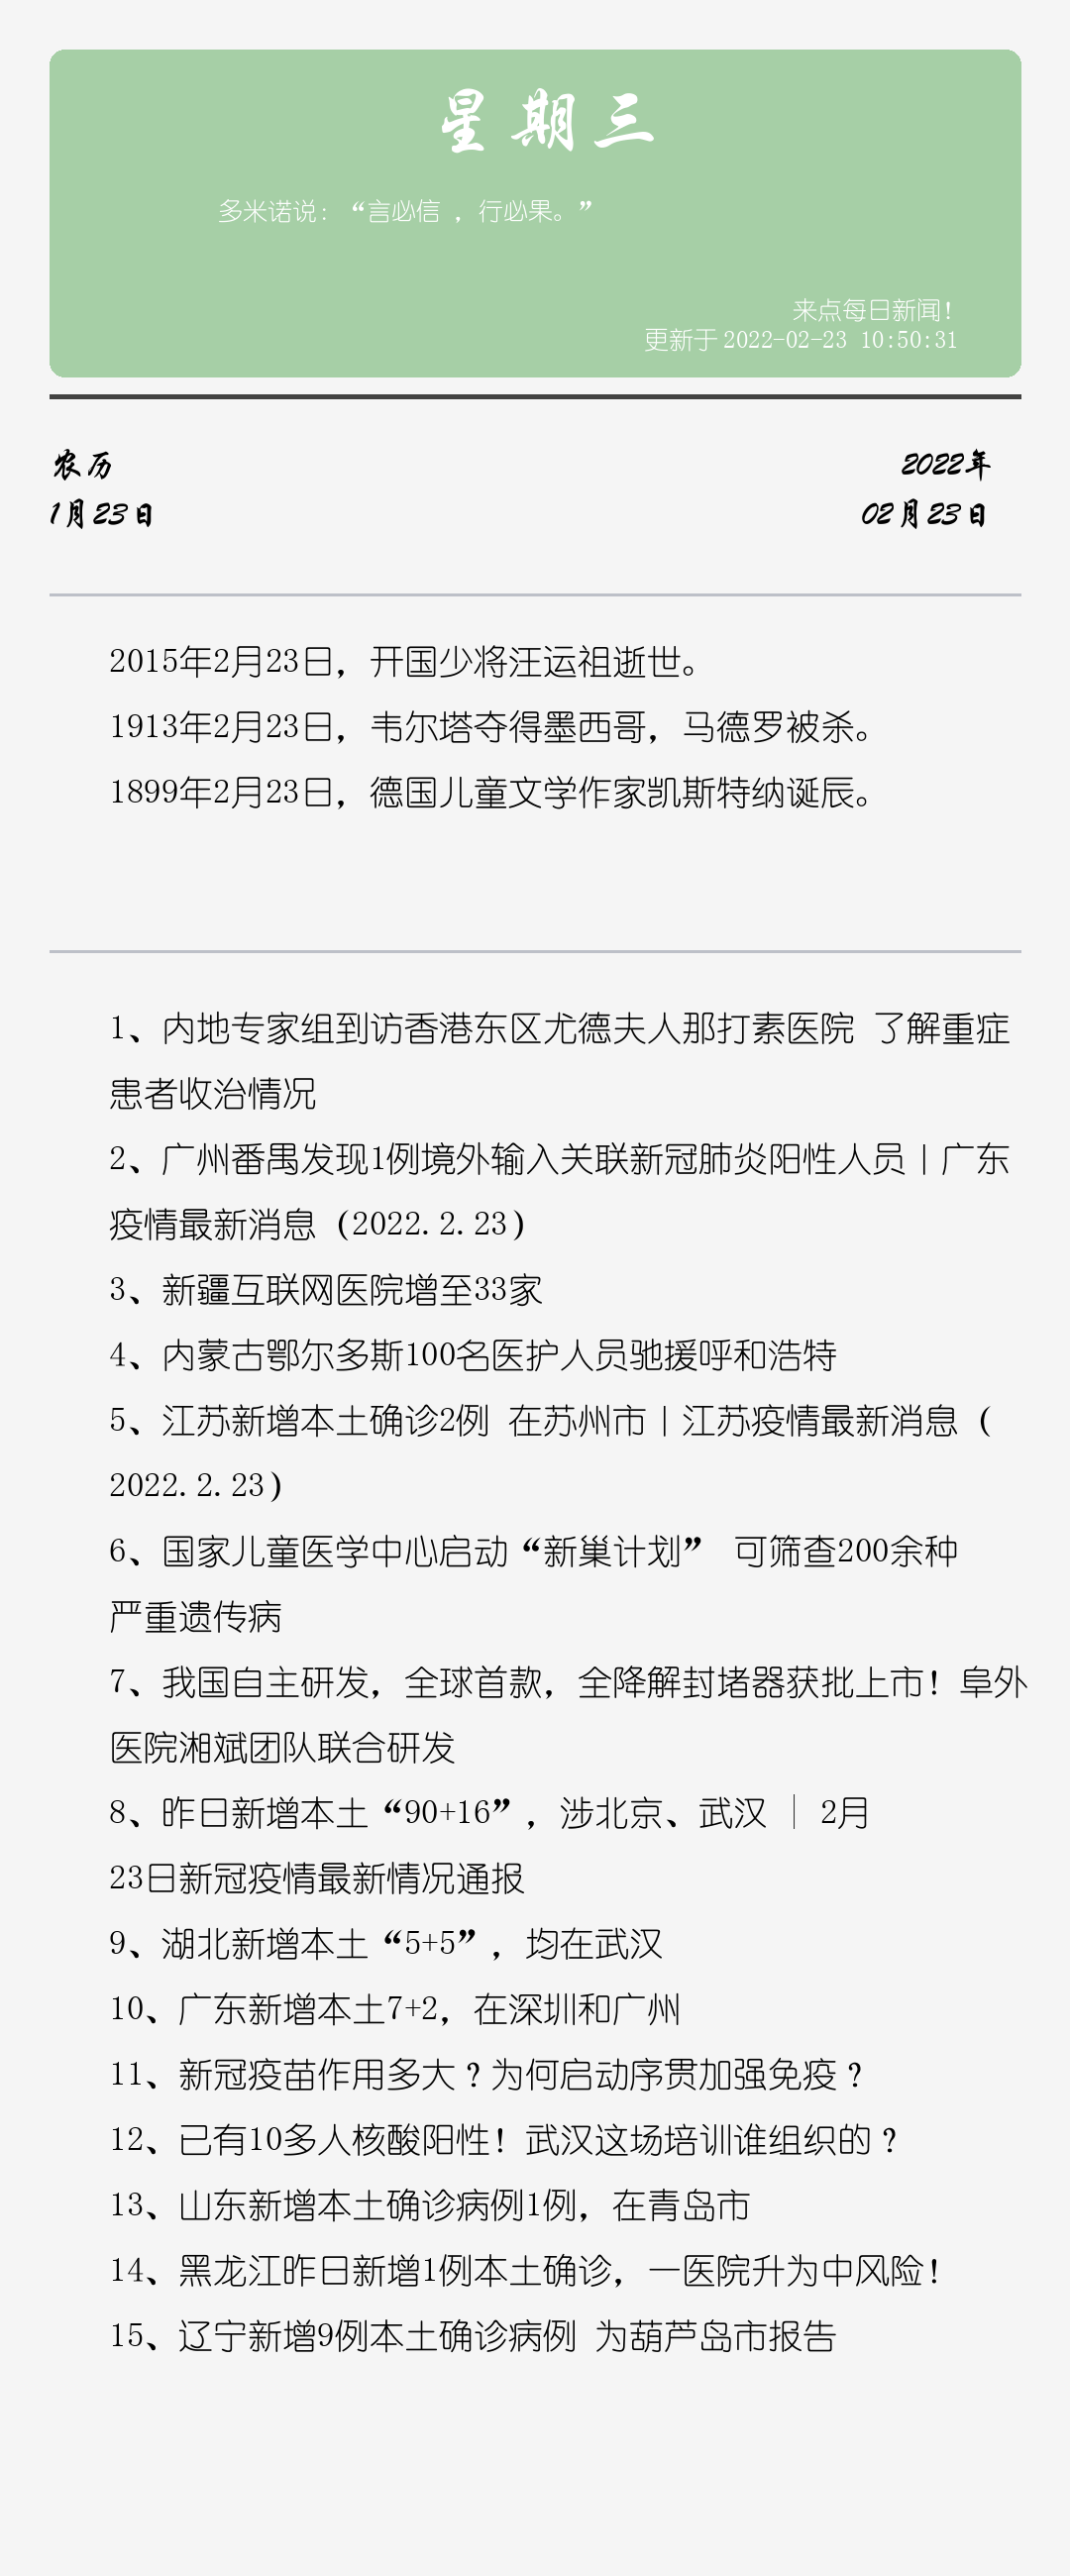 星期三
多米诺说：“言必信 ，行必果。”
来点每日新闻！
更新于 2022-02-23 10:50:31
农历
2022年
1月23日
02月23日
2015年2月23日，开国少将汪运祖逝世。
1913年2月23日，韦尔塔夺得墨西哥，马德罗被杀。
1899年2月23日，德国儿童文学作家凯斯特纳诞辰。
1、内地专家组到访香港东区尤德夫人那打素医院 了解重症
患者收治情况
2、广州番禺发现1例境外输入关联新冠肺炎阳性人员丨广东
疫情最新消息（2022.2.23）
3、新疆互联网医院增至33家
4、内蒙古鄂尔多斯100名医护人员驰援呼和浩特
5、江苏新增本土确诊2例 在苏州市丨江苏疫情最新消息（
2022.2.23）
6、国家儿童医学中心启动“新巢计划” 可筛查200余种
严重遗传病
7、我国自主研发，全球首款，全降解封堵器获批上市！阜外
医院湘斌团队联合研发
8、昨日新增本土“90+16”，涉北京、武汉 ｜ 2月
23日新冠疫情最新情况通报
9、湖北新增本土“5+5”，均在武汉
10、广东新增本土7+2，在深圳和广州
11、新冠疫苗作用多大？为何启动序贯加强免疫？
12、已有10多人核酸阳性！武汉这场培训谁组织的？
13、山东新增本土确诊病例1例，在青岛市
14、黑龙江昨日新增1例本土确诊，一医院升为中风险！
15、辽宁新增9例本土确诊病例 为葫芦岛市报告